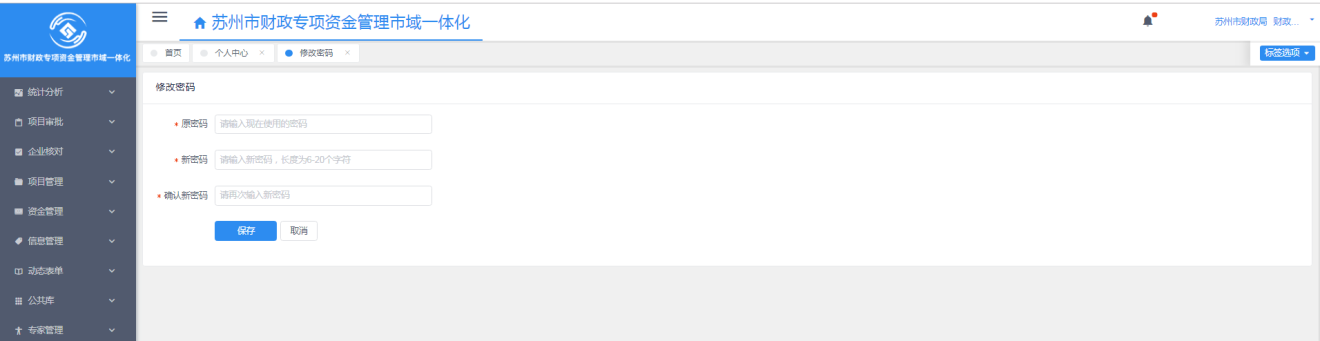 苏州市财政专项资金管理市域一体化
统计分析
项目审批
企业核对
项目管理
资金管理
信息管理
动态表单
公共库
专家管理
苏州市财政专项资金管理市域一体化
苏州市财政局 财政...
首页 个人中心 × 修改密码 ×
标签选项
修改密码
* 原密码 请输入现在使用的密码
* 新密码 请输入新密码，长度为6-20个字符
* 确认新密码 请再次输入新密码
保存 取消